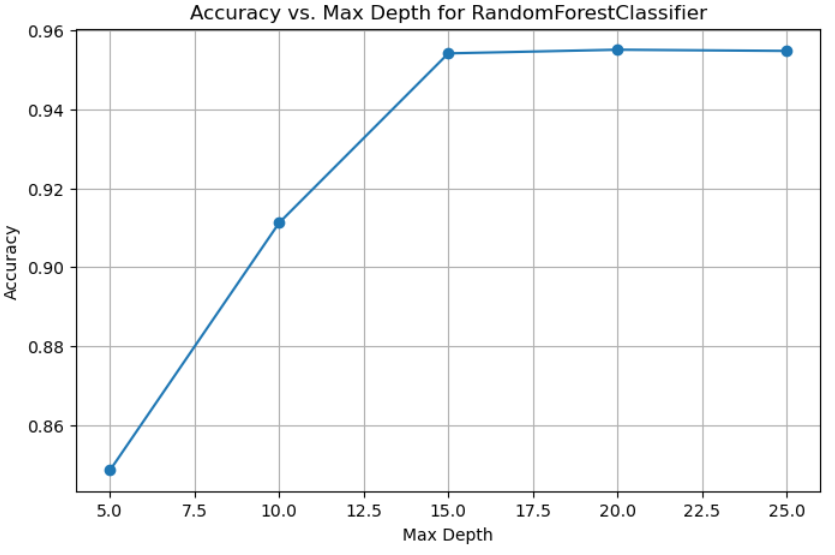 Accuracy vs. Max Depth for RandomForestClassifier
0.96
0.94
0.92
0.90
0.88
0.86
Accuracy
5.0 7.5 10.0 12.5 15.0 17.5 20.0 22.5 25.0
Max Depth